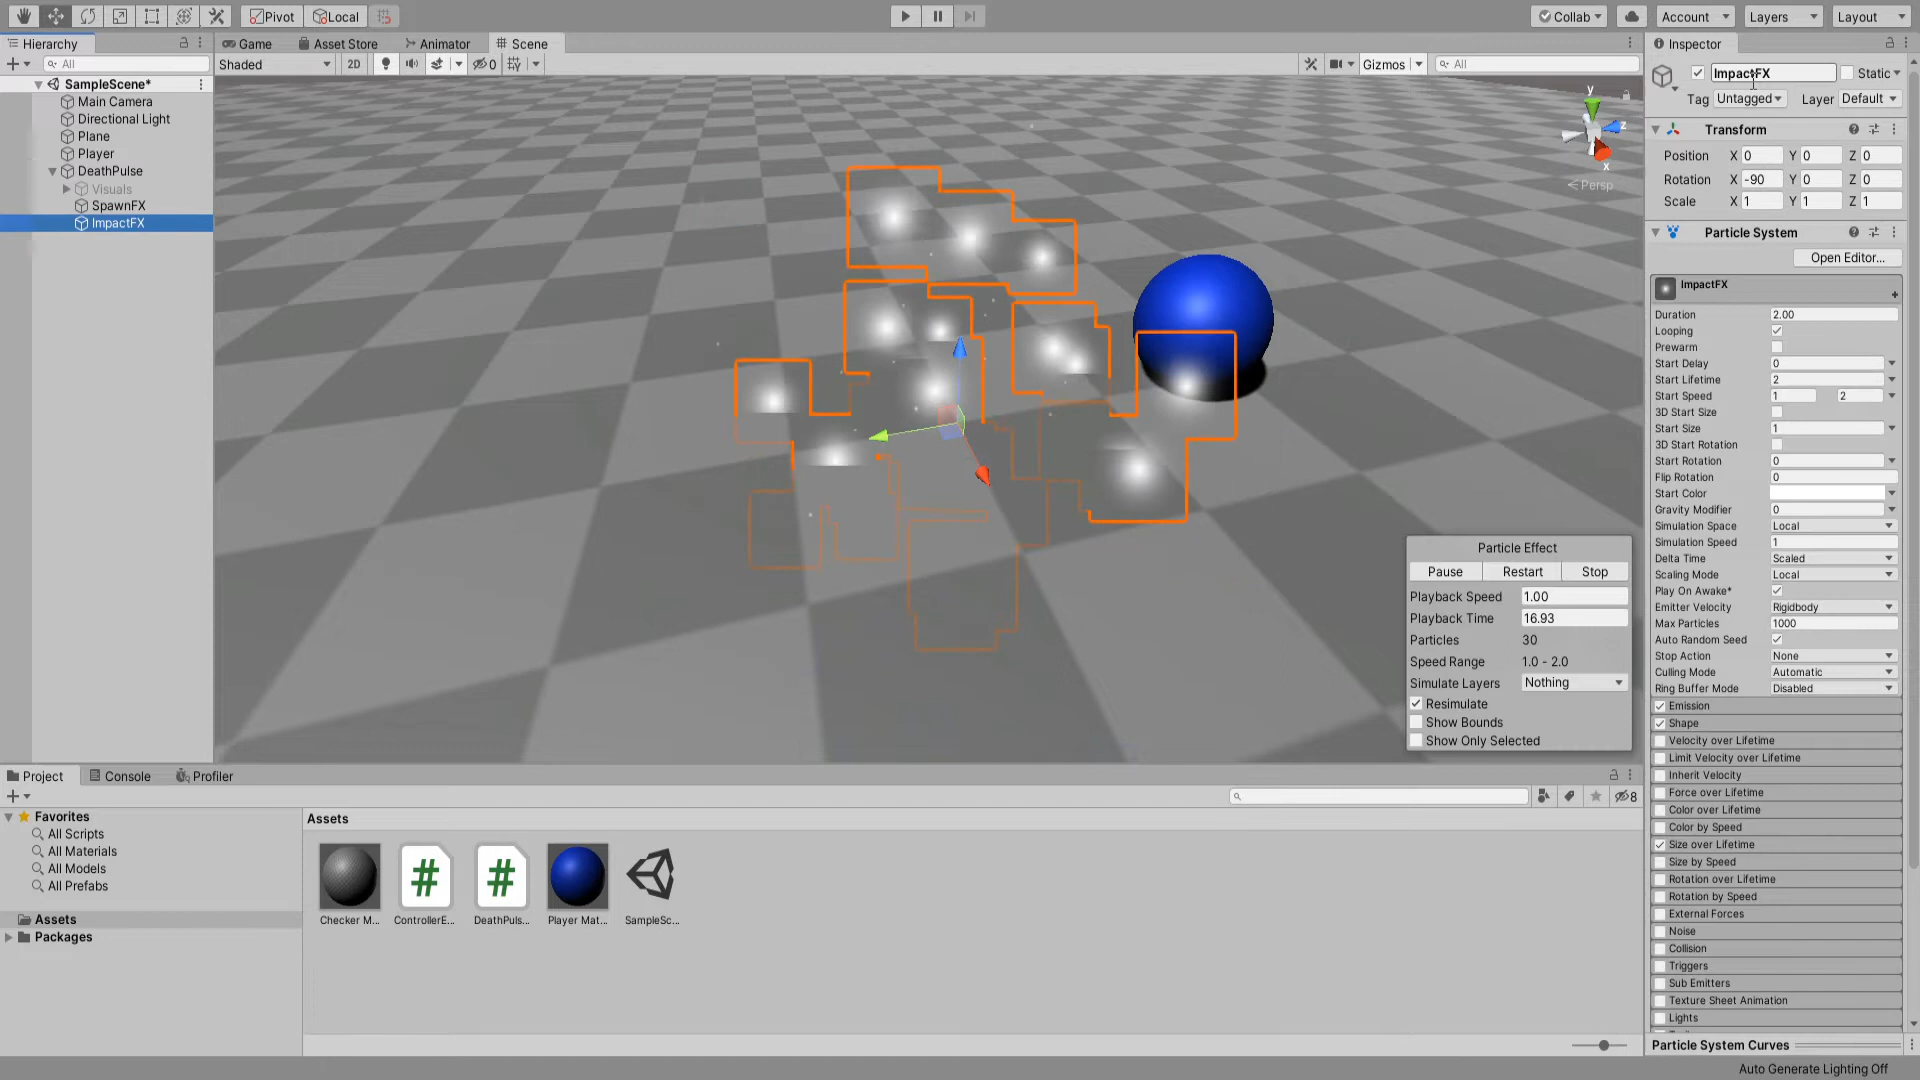 Pivot Local Collab Account Layers Layout
Hierarchy
All
SampleScene*
Main Camera
Directional Light
Plane
Player
DeathPulse
Visuals
SpawnFX
ImpactFX
Game Asset Store Animator Scene
Shaded 2D 0 Gizmos All
y
z
x
Persp
Particle Effect
Pause Restart Stop
Playback Speed 1.00
Playback Time 16.93
Particles 30
Speed Range 1.0 - 2.0
Simulate Layers Nothing
Resimulate
Show Bounds
Show Only Selected
Inspector
ImpactFX Static
Tag Untagged Layer Default
Transform
Position X 0 Y 0 Z 0
Rotation X -90 Y 0 Z 0
Scale X 1 Y 1 Z 1
Particle System
Open Editor...
ImpactFX
Duration 2.00
Looping
Prewarm
Start Delay 0
Start Lifetime 2
Start Speed 1 2
3D Start Size
Start Size 1
3D Start Rotation
Start Rotation 0
Flip Rotation 0
Start Color
Gravity Modifier 0
Simulation Space Local
Simulation Speed 1
Delta Time Scaled
Scaling Mode Local
Play On Awake*
Emitter Velocity Rigidbody
Max Particles 1000
Auto Random Seed
Stop Action None
Culling Mode Automatic
Ring Buffer Mode Disabled
Emission
Shape
Velocity over Lifetime
Limit Velocity over Lifetime
Inherit Velocity
Force over Lifetime
Color over Lifetime
Color by Speed
Size over Lifetime
Size by Speed
Rotation over Lifetime
Rotation by Speed
External Forces
Noise
Collision
Triggers
Sub Emitters
Texture Sheet Animation
Lights
Particle System Curves
Project Console Profiler
8
Favorites
All Scripts
All Materials
All Models
All Prefabs
Assets
Packages
Assets
Checker M... ControllerE... DeathPuls... Player Mat... SampleSc...
Auto Generate Lighting Off